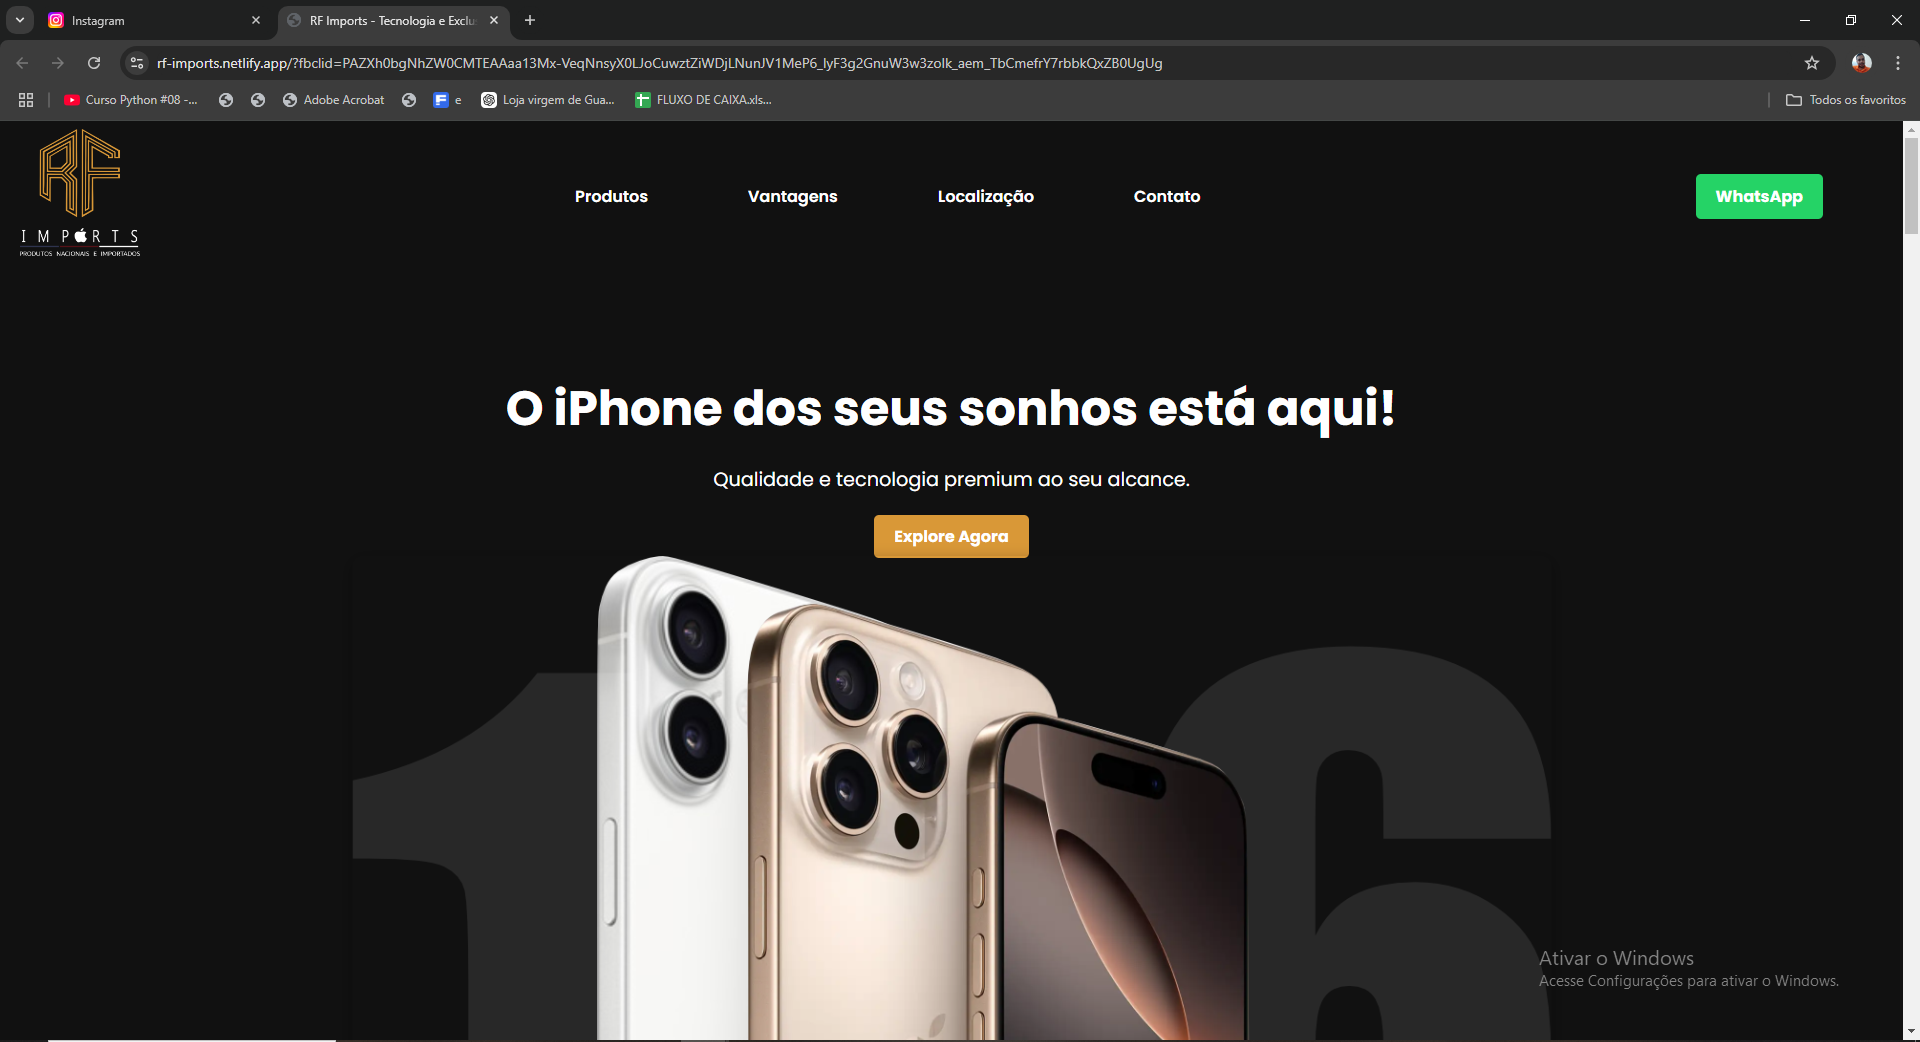 Instagram
RF Imports - Tecnologia e Exclu
rf-imports.netlify.app/?fbclid=PAZXh0bgNhZW0CMTEAAaa13Mx-VeqNnsyX0LJoCuwztZiWDjLNunJV1MeP6_lyF3g2GnuW3w3zolk_aem_TbCmefrY7rbbkQxZB0UgUg
Curso Python #08 -...
Adobe Acrobat
e
Loja virgem de Gua...
FLUXO DE CAIXA.xls...
Todos os favoritos
RF
IMPORTS
PRODUTOS NACIONAIS E IMPORTADOS
Produtos
Vantagens
Localização
Contato
WhatsApp
O iPhone dos seus sonhos está aqui!
Qualidade e tecnologia premium ao seu alcance.
Explore Agora
16
Ativar o Windows
Acesse Configurações para ativar o Windows.